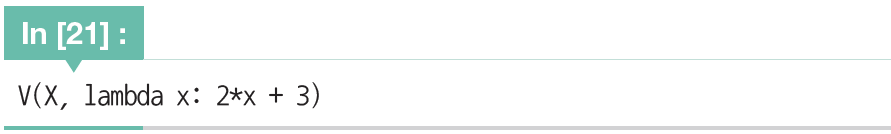 In [21] :
V(X, lambda x: 2*x + 3)